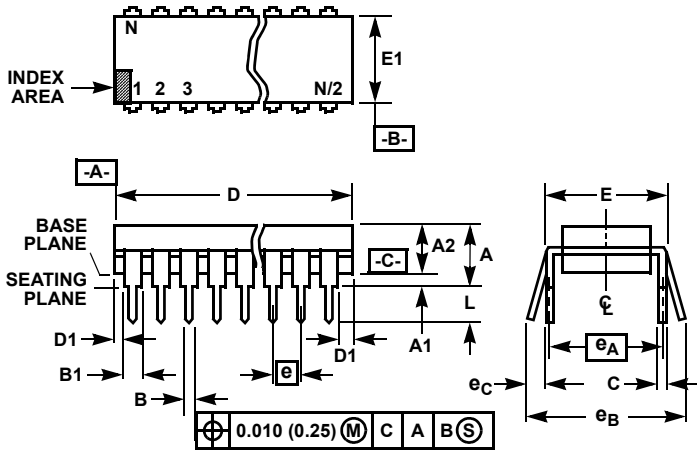 N
E1
INDEX
AREA
1 2 3 N/2
-B-
-A-
D
E
BASE
PLANE
A2
A
-C-
SEATING
PLANE
L
C
L
D1
A1
D1
eA
B1
e
eC
C
B
eB
0.010 (0.25) M C A B S